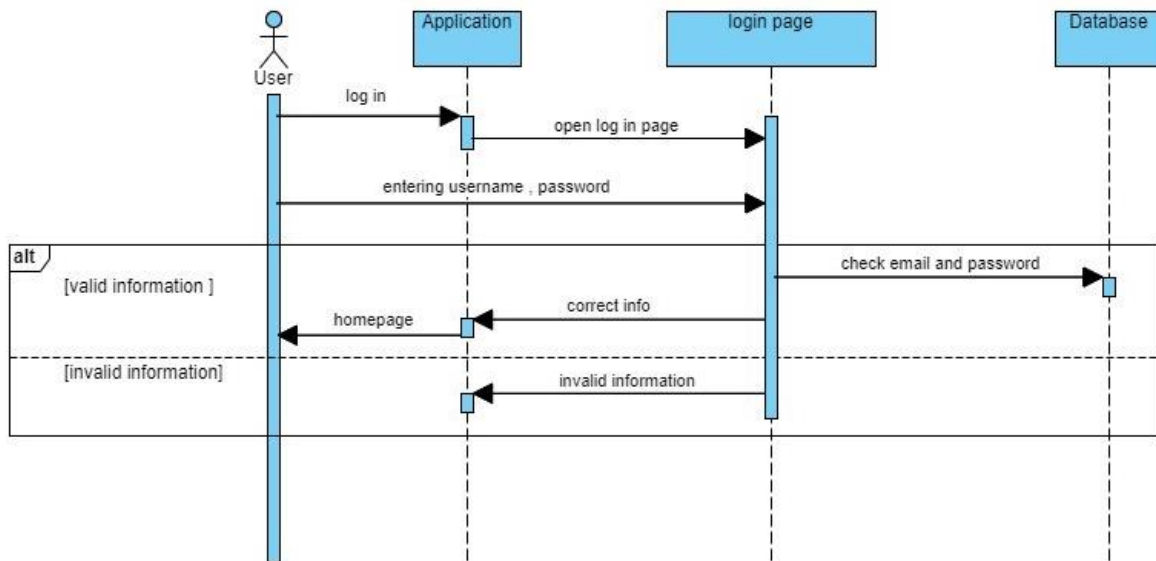 Application
login page
Database
User
log in
open log in page
entering username , password
alt
check email and password
[valid information ]
correct info
homepage
[invalid information]
invalid information